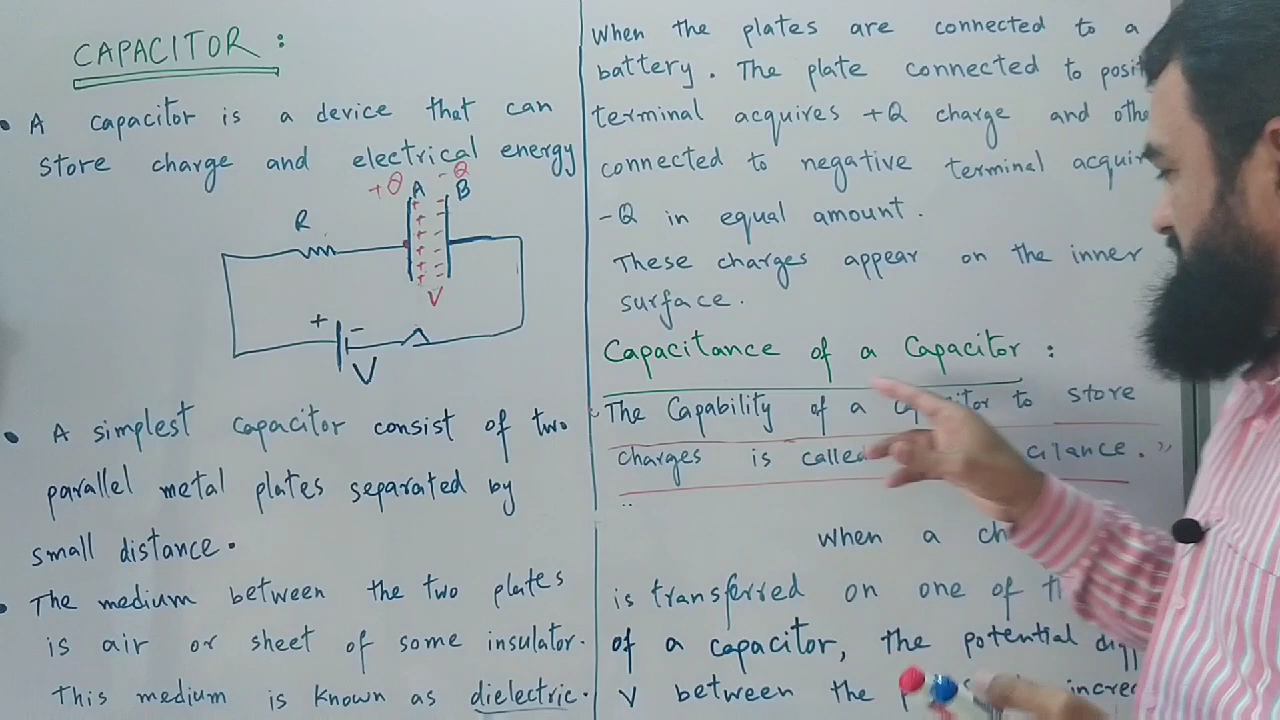 CAPACITOR :
• A capacitor is a device that can
store charge and electrical energy
+Q A -Q B
R
V
+ -
V
• A simplest capacitor consist of two
parallel metal plates separated by
small distance.
• The medium between the two plates
is air or sheet of some insulator.
This medium is known as dielectric.
When the plates are connected to a
battery. The plate connected to
terminal acquires +Q charge and
connected to negative terminal
-Q in equal amount.
These charges appear on the inner
surface.
Capacitance of a Capacitor :
The Capability of a to store
charges is called
When a
is transferred on one of
of a capacitor, the potential
V between the